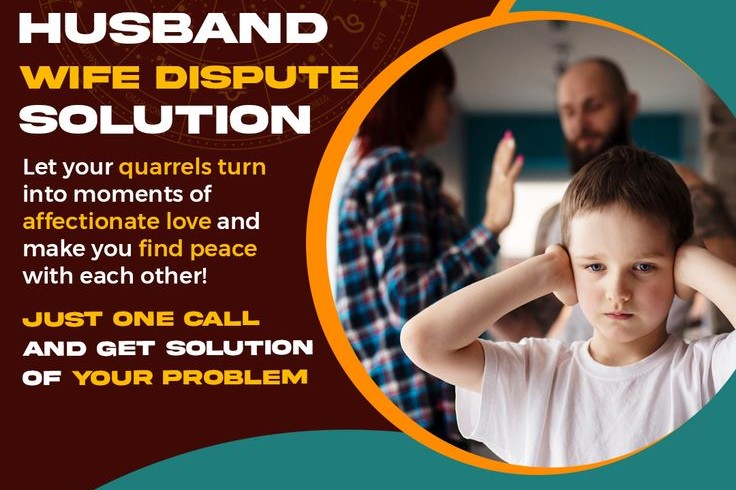 HUSBAND
WIFE DISPUTE
SOLUTION
Let your quarrels turn
into moments of
affectionate love and
make you find peace
with each other!
JUST ONE CALL
AND GET SOLUTION
OF YOUR PROBLEM